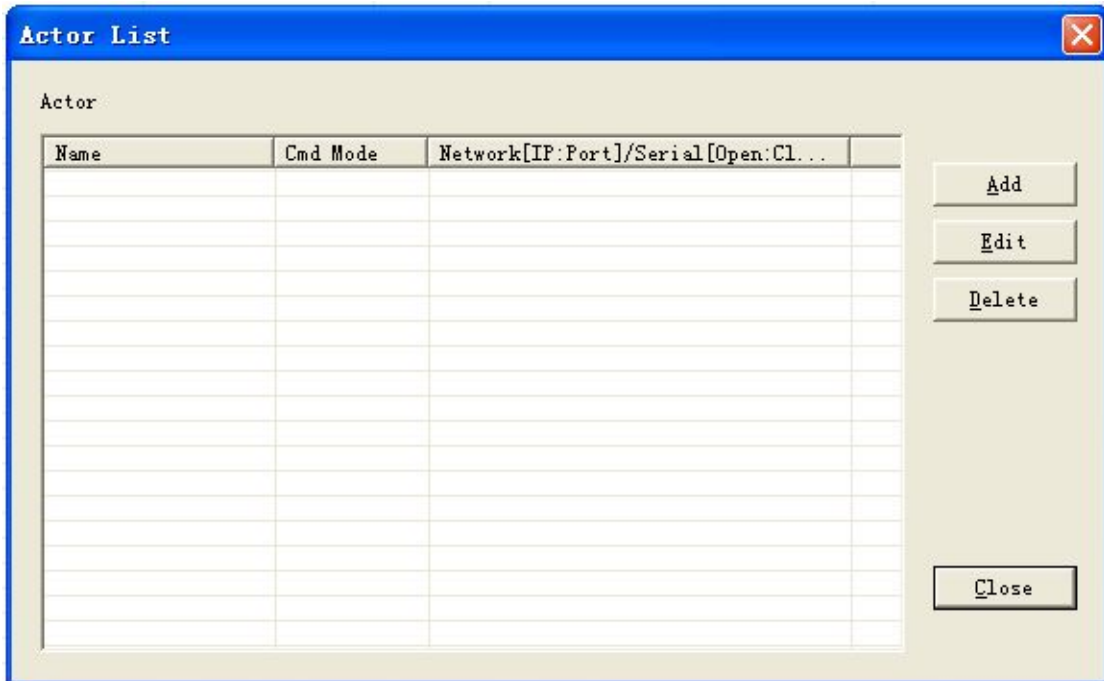 Actor List
Actor
Name Cmd Mode Network[IP:Port]/Serial[Open:Cl...
Add
Edit
Delete
Close